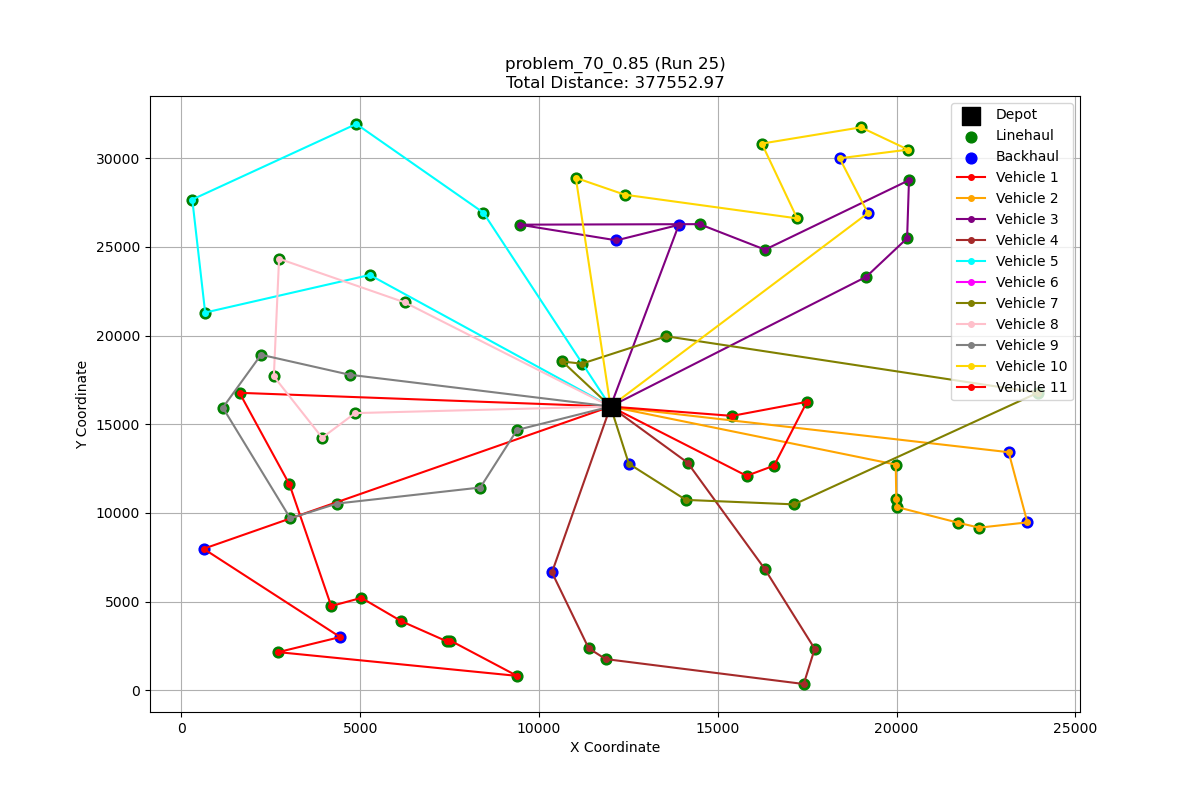 problem_70_0.85 (Run 25)
Total Distance: 377552.97
Depot
Linehaul
Backhaul
Vehicle 1
Vehicle 2
Vehicle 3
Vehicle 4
Vehicle 5
Vehicle 6
Vehicle 7
Vehicle 8
Vehicle 9
Vehicle 10
Vehicle 11
Y Coordinate
30000
25000
20000
15000
10000
5000
0
0
5000
10000
15000
20000
25000
X Coordinate